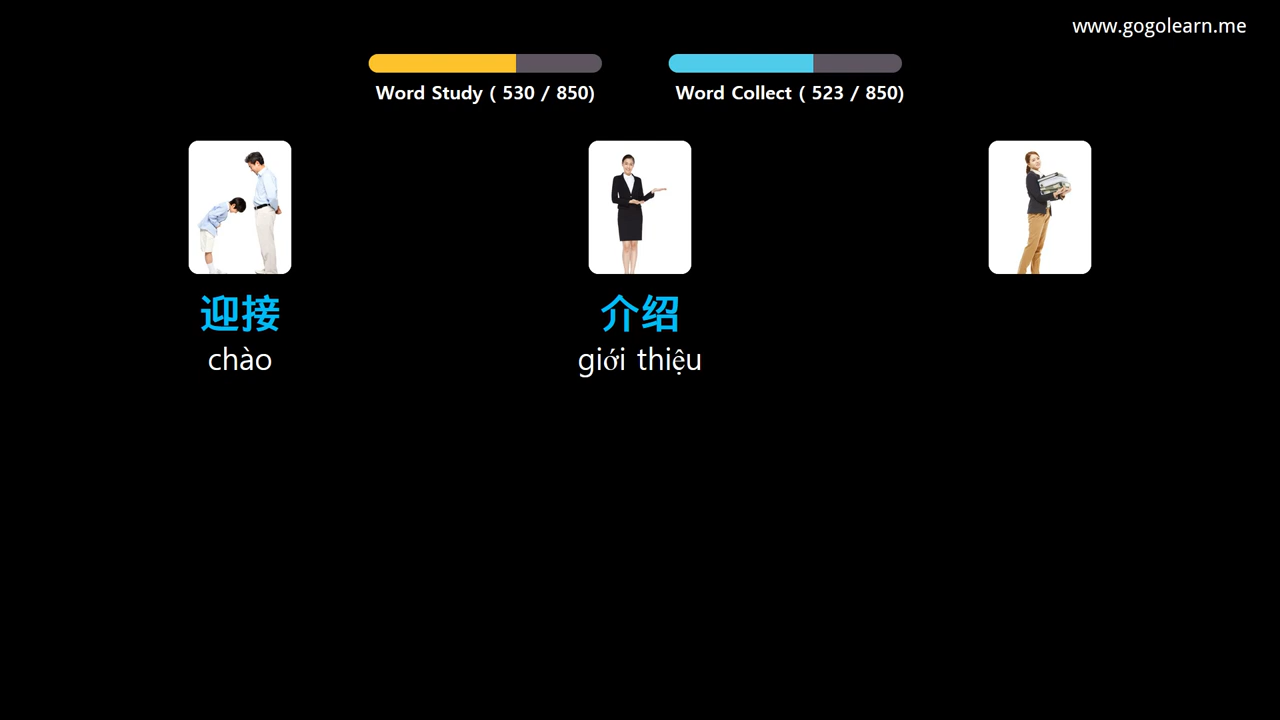 www.gogolearn.me
Word Study ( 530 / 850)
Word Collect ( 523 / 850)
迎接
介绍
chào
giới thiệu